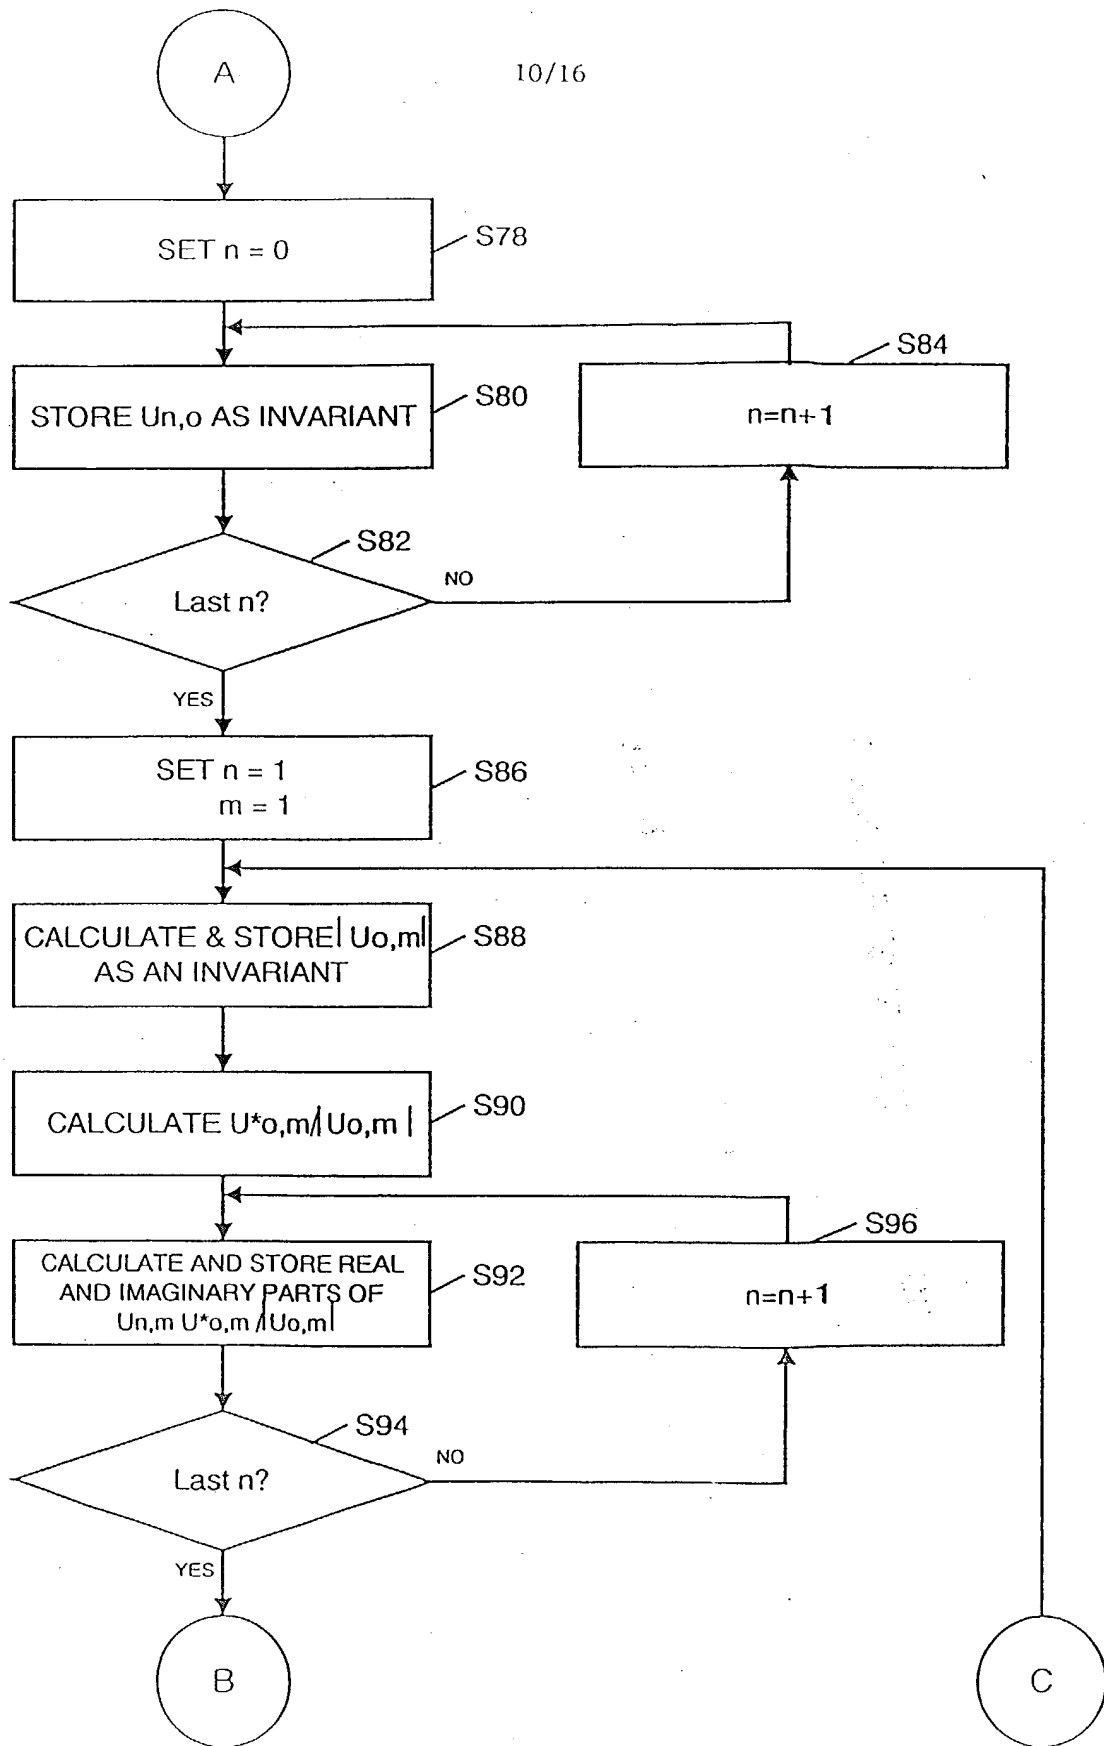 A
10/16
SET n = 0
S78
S84
STORE Un,o AS INVARIANT
S80
n=n+1
S82
Last n?
NO
YES
SET n = 1
m = 1
S86
CALCULATE & STORE|Uo,m|
AS AN INVARIANT
S88
CALCULATE U*o,m/|Uo,m|
S90
S96
CALCULATE AND STORE REAL
AND IMAGINARY PARTS OF
Un,m U*o,m/|Uo,m|
S92
n=n+1
S94
Last n?
NO
YES
B
C